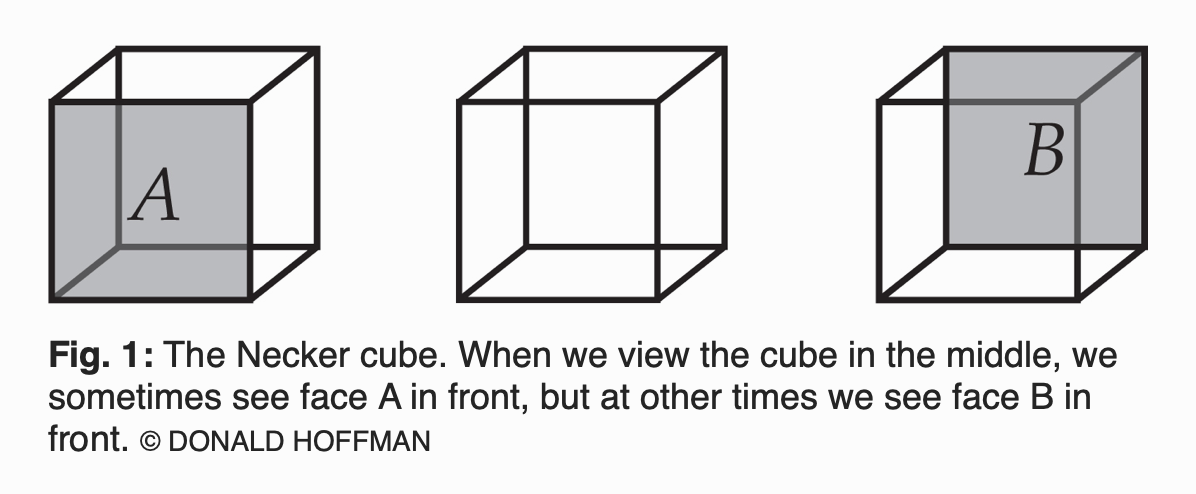 A
B
Fig. 1: The Necker cube. When we view the cube in the middle, we
sometimes see face A in front, but at other times we see face B in
front. © DONALD HOFFMAN